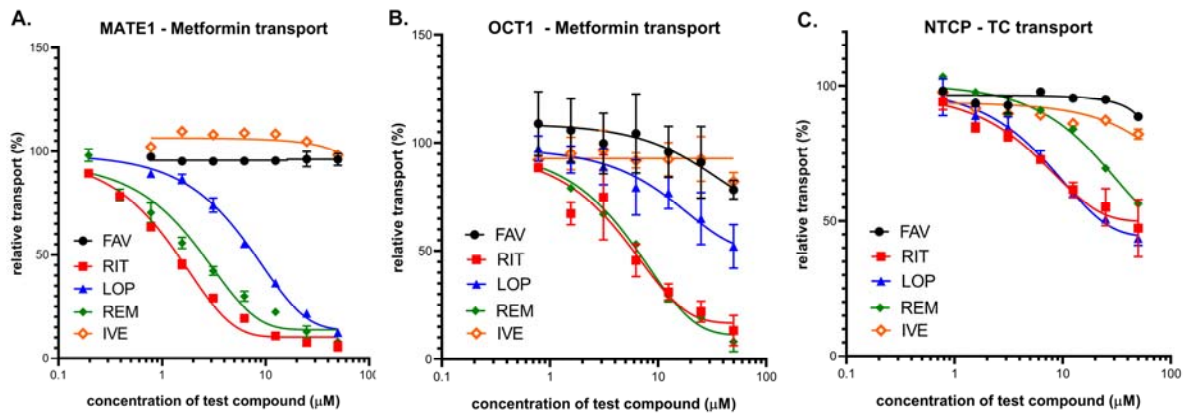 A.
MATE1 - Metformin transport
relative transport (%)
150
100
50
0
FAV
RIT
LOP
REM
IVE
0.1
1
10
100
concentration of test compound (μM)
B.
OCT1 - Metformin transport
relative transport (%)
150
100
50
0
FAV
RIT
LOP
REM
IVE
0.1
1
10
100
concentration of test compound (μM)
C.
NTCP - TC transport
relative transport (%)
100
50
0
FAV
RIT
LOP
REM
IVE
0.1
1
10
100
concentration of test compound (μM)